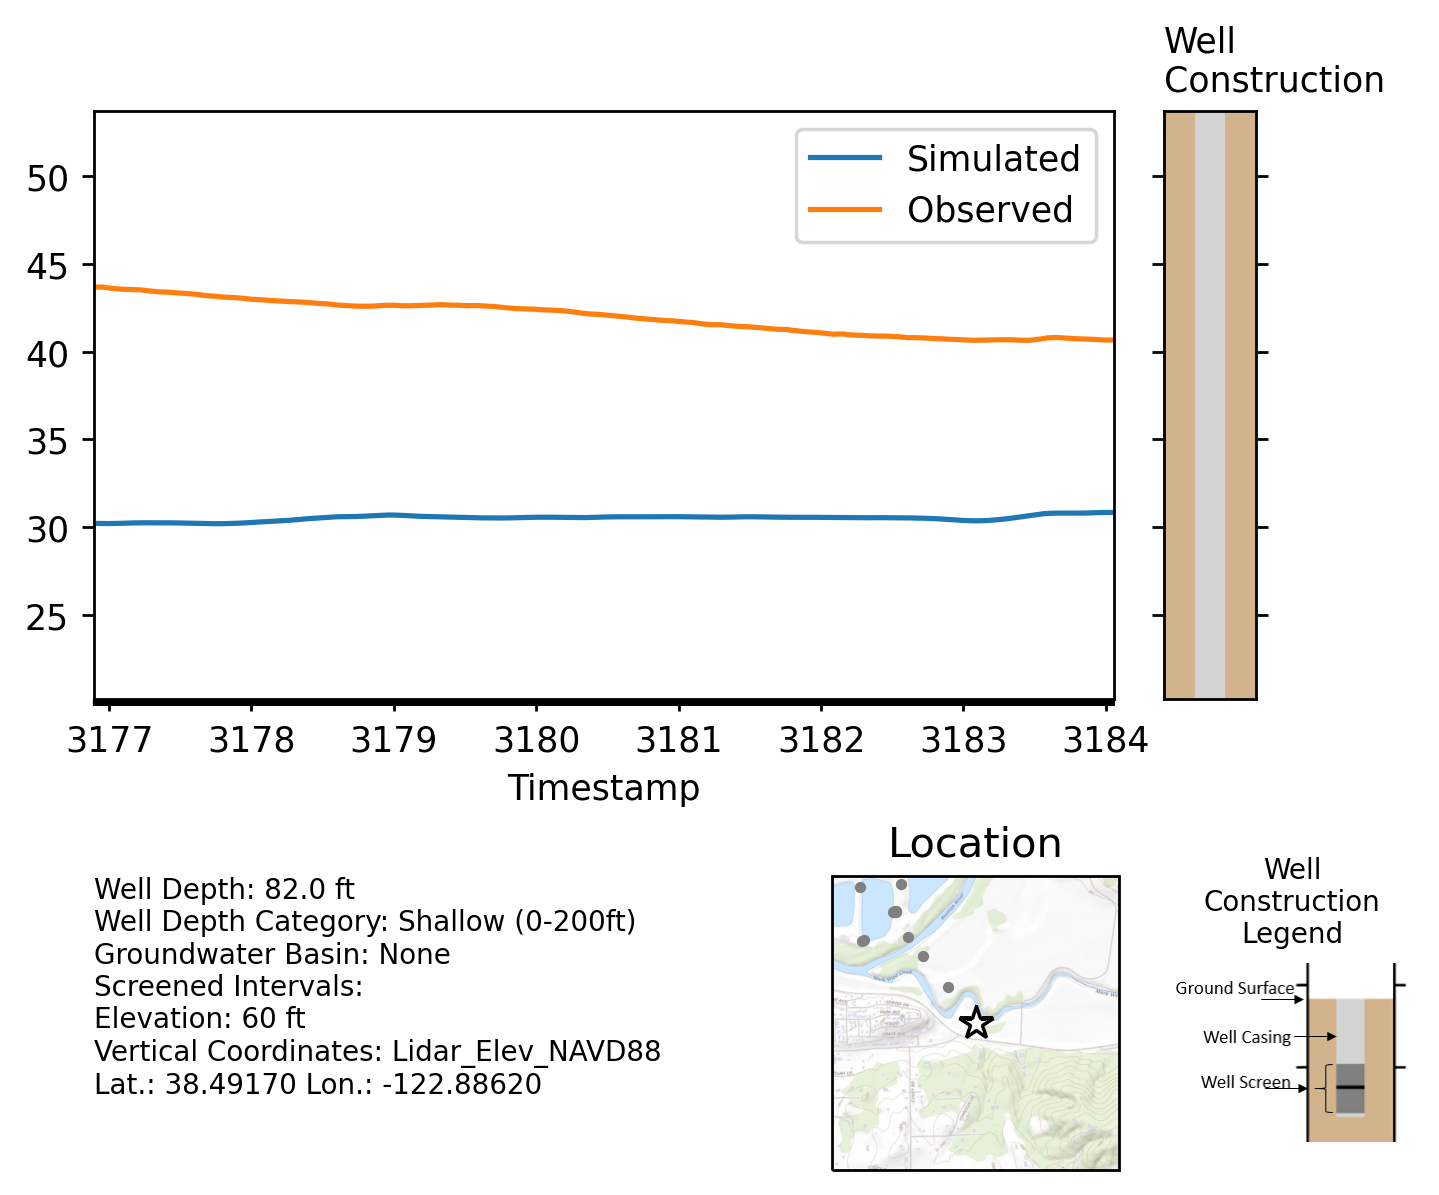 Well
Construction
Simulated
Observed
50
45
40
35
30
25
3177 3178 3179 3180 3181 3182 3183 3184
Timestamp
Well Depth: 82.0 ft
Well Depth Category: Shallow (0-200ft)
Groundwater Basin: None
Screened Intervals:
Elevation: 60 ft
Vertical Coordinates: Lidar_Elev_NAVD88
Lat.: 38.49170 Lon.: -122.88620
Location
Mark West Creek
Well
Construction
Legend
Ground Surface
Well Casing
Well Screen